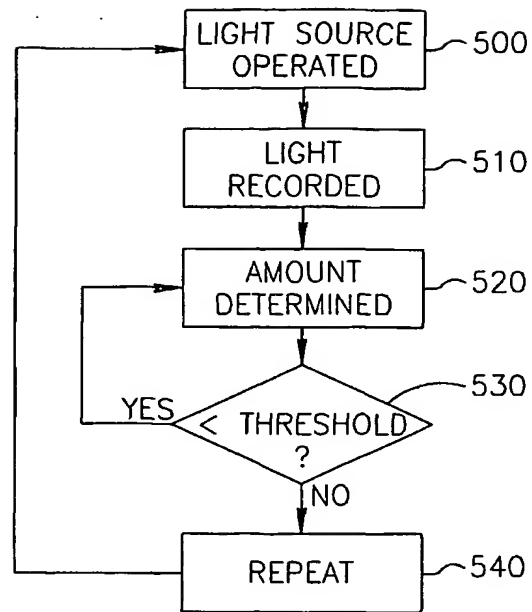 LIGHT SOURCE
OPERATED
500
LIGHT
RECORDED
510
AMOUNT
DETERMINED
520
530
YES
< THRESHOLD
?
NO
REPEAT
540